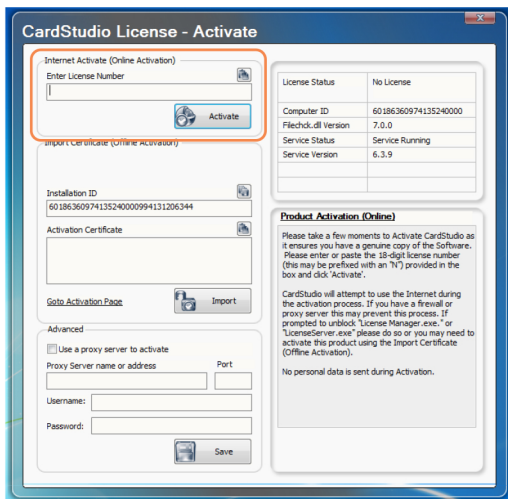 CardStudio License - Activate
Internet Activate (Online Activation)
Enter License Number
Activate
Import Certificate (Offline Activation)
Installation ID
60186360974135240000994131206344
Activation Certificate
Goto Activation Page
Import
Advanced
Use a proxy server to activate
Proxy Server name or address
Port
Username:
Password:
Save
License Status No License
Computer ID 60186360974135240000
Filechck.dll Version 7.0.0
Service Status Service Running
Service Version 6.3.9
Product Activation (Online)
Please take a few moments to Activate CardStudio as
it ensures you have a genuine copy of the Software.
Please enter or paste the 18-digit license number
(this may be prefixed with an "N") provided in the
box and click 'Activate'.
CardStudio will attempt to use the Internet during
the activation process. If you have a firewall or
proxy server this may prevent this process. If
prompted to unblock "License Manager.exe." or
"LicenseServer.exe" please do so or you may need to
activate this product using the Import Certificate
(Offline Activation).
No personal data is sent during Activation.